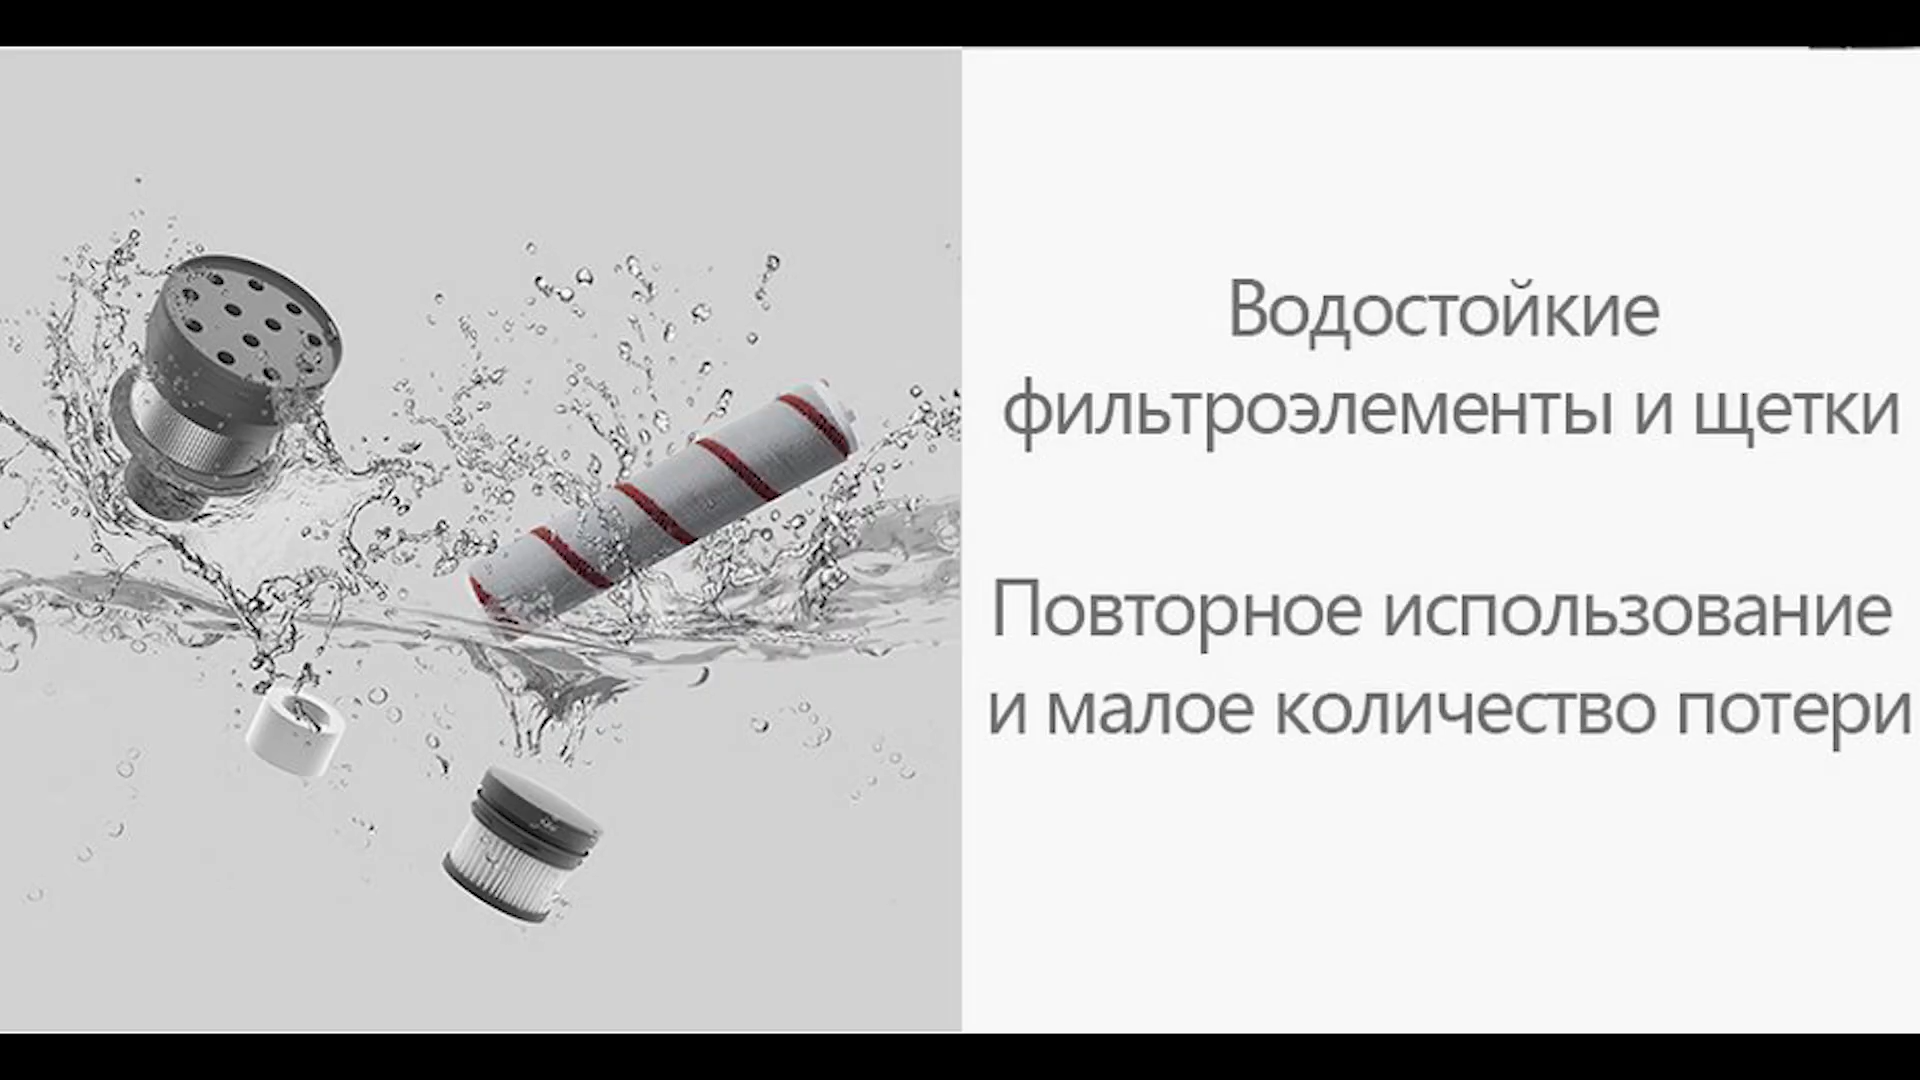 Водостойкие
фильтроэлементы и щетки
Повторное использование
и малое количество потери